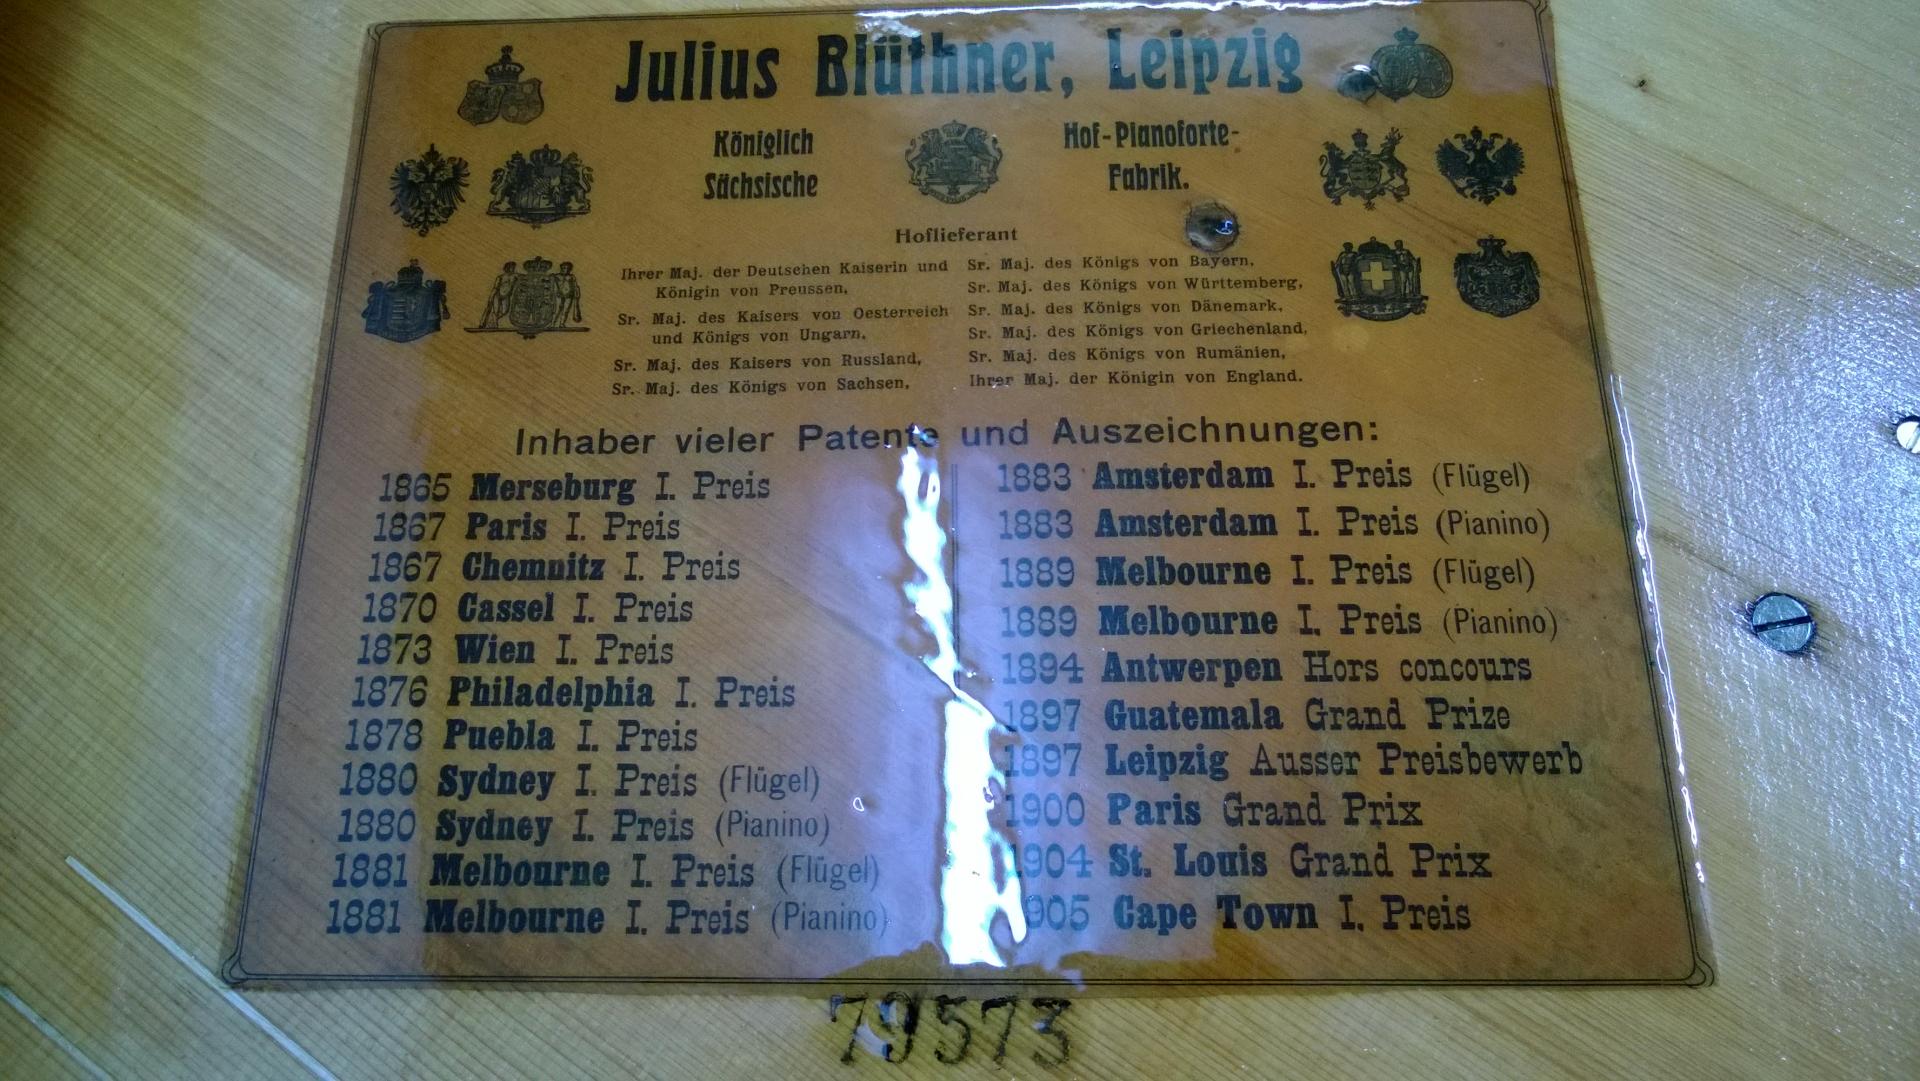 Julius Blüthner, Leipzig
Königlich
Sächsische
Hof-Pianoforte-
Fabrik.
Hoflieferant
Ihrer Maj. der Deutschen Kaiserin und
Königin von Preussen,
Sr. Maj. des Kaisers von Oesterreich
und Königs von Ungarn,
Sr. Maj. des Kaisers von Russland,
Sr. Maj. des Königs von Sachsen,
Sr. Maj. des Königs von Bayern,
Sr. Maj. des Königs von Württemberg,
Sr. Maj. des Königs von Dänemark,
Sr. Maj. des Königs von Griechenland,
Sr. Maj. des Königs von Rumänien,
Ihrer Maj. der Königin von England.
Inhaber vieler Patente und Auszeichnungen:
1865 Merseburg I. Preis
1867 Paris I. Preis
1867 Chemnitz I. Preis
1870 Cassel I. Preis
1873 Wien I. Preis
1876 Philadelphia I. Preis
1878 Puebla I. Preis
1880 Sydney I. Preis (Flügel)
1880 Sydney I. Preis (Pianino)
1881 Melbourne I. Preis (Flügel)
1881 Melbourne I. Preis (Pianino)
1883 Amsterdam I. Preis (Flügel)
1883 Amsterdam I. Preis (Pianino)
1889 Melbourne I. Preis (Flügel)
1889 Melbourne I. Preis (Pianino)
1894 Antwerpen Hors concours
1897 Guatemala Grand Prize
1897 Leipzig Ausser Preisbewerb
1900 Paris Grand Prix
1904 St. Louis Grand Prix
1905 Cape Town I. Preis
79573